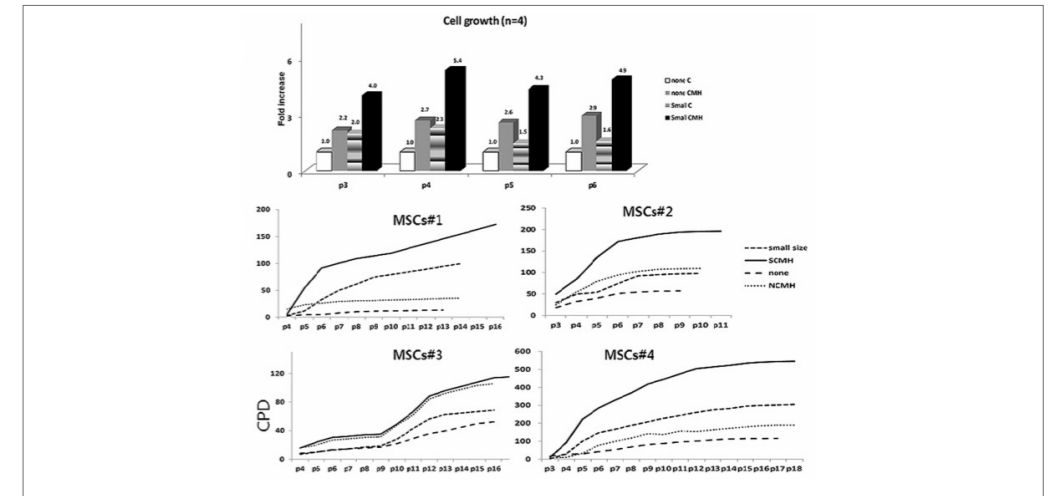 Cell growth (n=4)
Fold increase
6
3
0
1.0 2.2 2.0 4.0
1.0 2.7 2.3 5.4
1.0 2.6 1.5 4.3
1.0 2.9 1.6 4.9
p3 p4 p5 p6
none C
none CMH
Smal C
Smal CMH
MSCs#1
200
150
100
50
0
p4 p5 p6 p7 p8 p9 p10 p11 p12 p13 p14 p15 p16
MSCs#2
250
200
150
100
50
0
p3 p4 p5 p6 p7 p8 p9 p10 p11
small size
SCMH
none
NCMH
MSCs#3
CPD
120
80
40
0
p4 p5 p6 p7 p8 p9 p10 p11 p12 p13 p14 p15 p16
MSCs#4
600
500
400
300
200
100
0
p3 p4 p5 p6 p7 p8 p9 p10 p11 p12 p13 p14 p15 p16 p17 p18